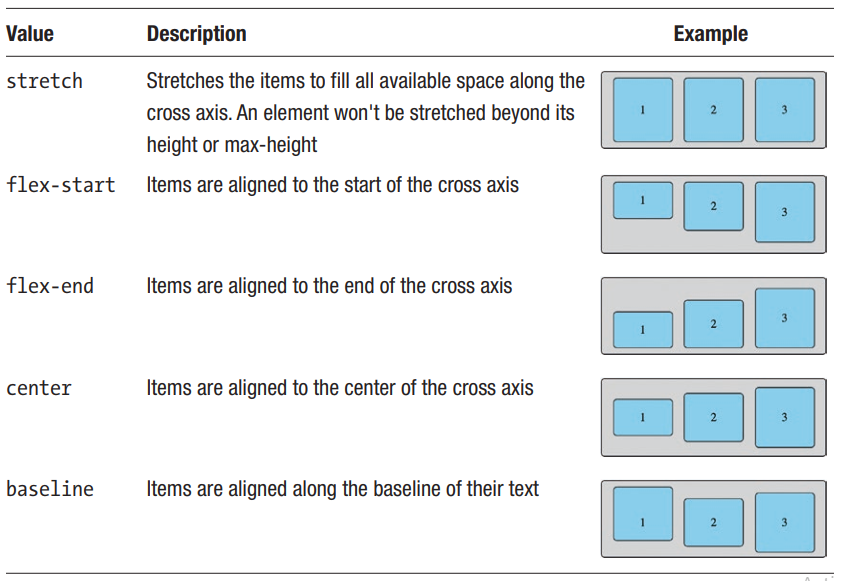 Value Description Example
stretch Stretches the items to fill all available space along the
cross axis. An element won't be stretched beyond its
height or max-height
1 2 3
flex-start Items are aligned to the start of the cross axis
1 2 3
flex-end Items are aligned to the end of the cross axis
1 2 3
center Items are aligned to the center of the cross axis
1 2 3
baseline Items are aligned along the baseline of their text
1 2 3